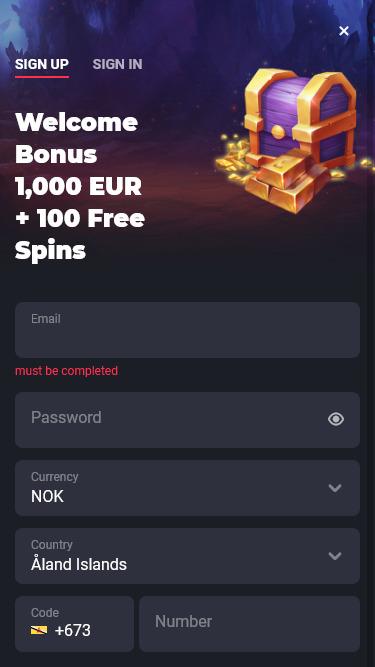 SIGN UP SIGN IN
Welcome
Bonus
1,000 EUR
+ 100 Free
Spins
Email
must be completed
Password
Currency
NOK
Country
Åland Islands
Code
+673
Number